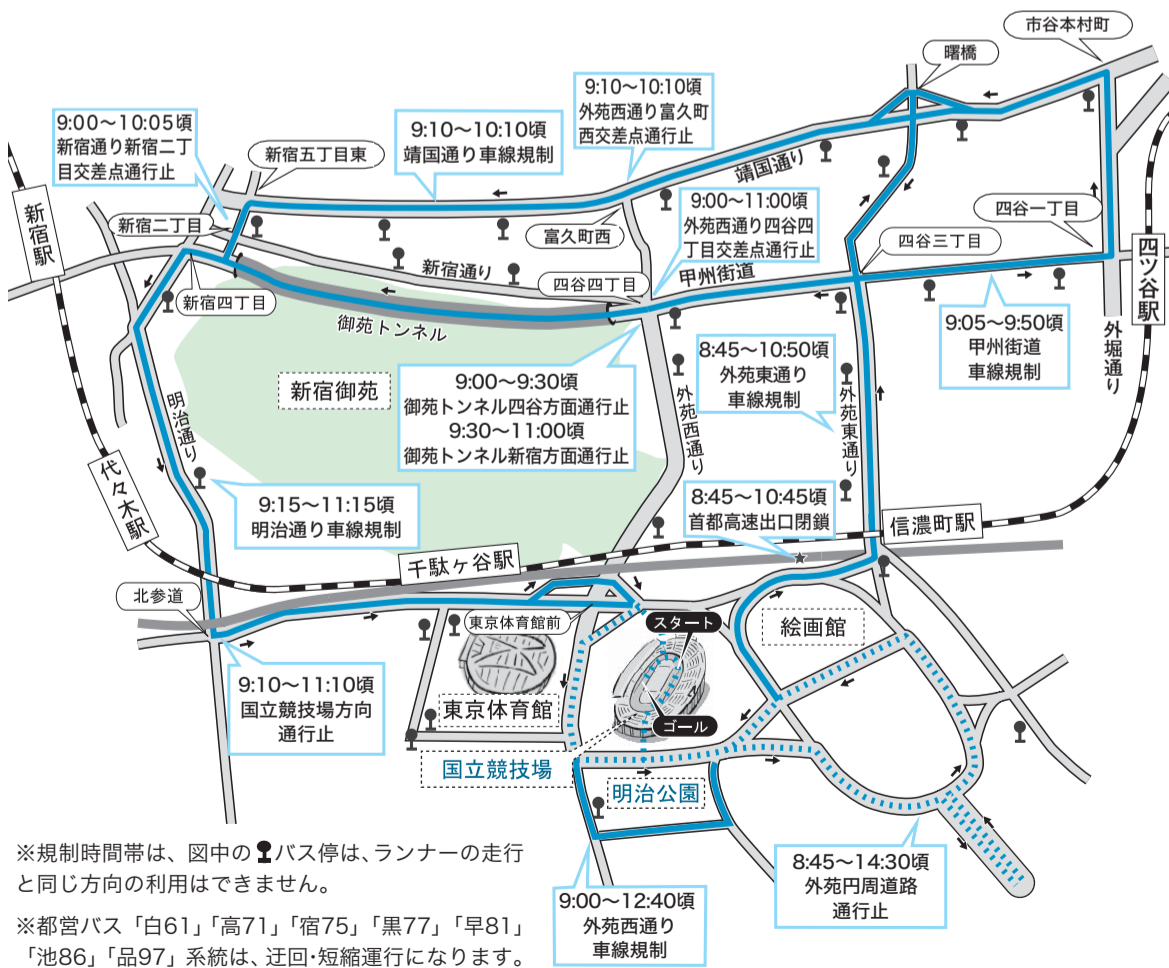 市谷本村町
曙橋
9:10〜10:10頃
外苑西通り富久町
西交差点通行止
9:00〜10:05頃
新宿通り新宿二丁
目交差点通行止
9:10〜10:10頃
靖国通り車線規制
新宿五丁目東
靖国通り
9:00〜11:00頃
外苑西通り四谷四
丁目交差点通行止
新宿駅
新宿二丁目
富久町西
四谷一丁目
四谷三丁目
四ツ谷駅
新宿通り
四谷四丁目
甲州街道
新宿四丁目
御苑トンネル
9:05〜9:50頃
甲州街道
車線規制
外堀通り
8:45〜10:50頃
外苑東通り
車線規制
新宿御苑
9:00〜9:30頃
御苑トンネル四谷方面通行止
9:30〜11:00頃
御苑トンネル新宿方面通行止
明治通り
外苑西通り
外苑東通り
代々木駅
9:15〜11:15頃
明治通り車線規制
8:45〜10:45頃
首都高速出口閉鎖
信濃町駅
千駄ヶ谷駅
北参道
東京体育館前
スタート
絵画館
9:10〜11:10頃
国立競技場方向
通行止
東京体育館
ゴール
国立競技場
明治公園
※規制時間帯は、図中の バス停は、ランナーの走行
と同じ方向の利用はできません。
8:45〜14:30頃
外苑円周道路
通行止
9:00〜12:40頃
外苑西通り
車線規制
※都営バス「白61」「高71」「宿75」「黒77」「早81」
「池86」「品97」系統は、迂回・短縮運行になります。